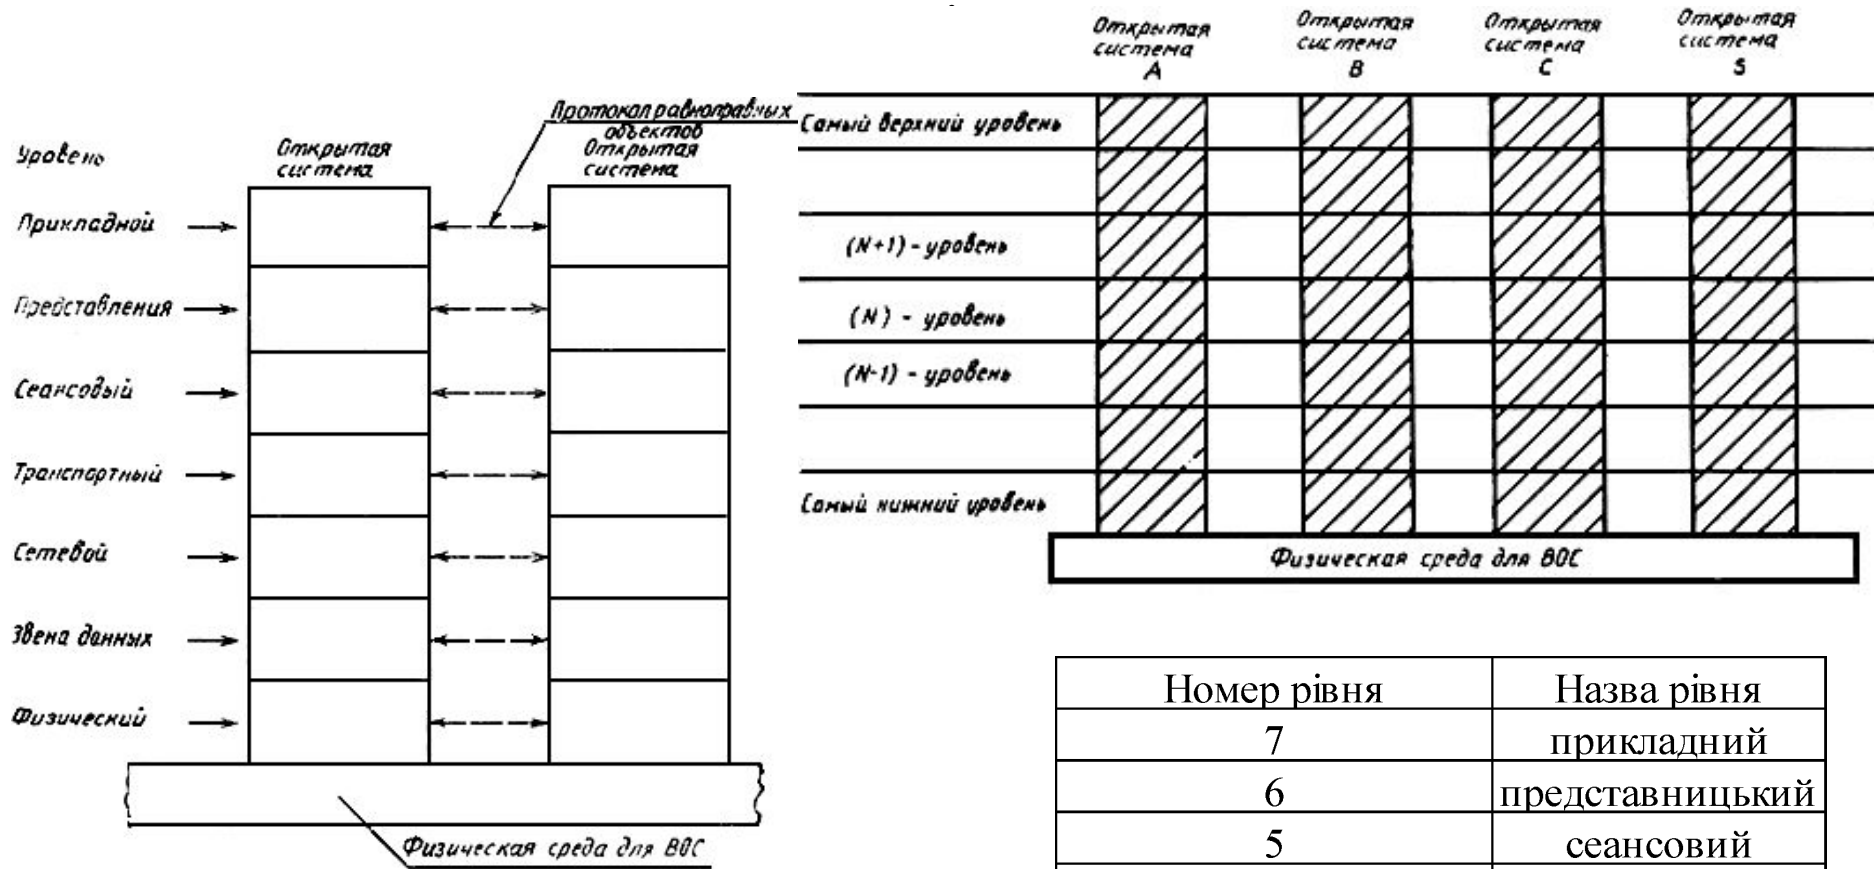 Уровень
Открытая
система
Протокол равноправных
объектов
Открытая
система
Прикладной
Представления
Сеансовый
Транспортный
Сетевой
Звена данных
Физический
Физическая среда для ВОС
Открытая
система
А
Открытая
система
В
Открытая
система
С
Открытая
система
S
Самый верхний уровень
(N+1) - уровень
(N) - уровень
(N-1) - уровень
Самый нижний уровень
Физическая среда для ВОС
Номер рівня Назва рівня
7 прикладний
6 представницький
5 сеансовий